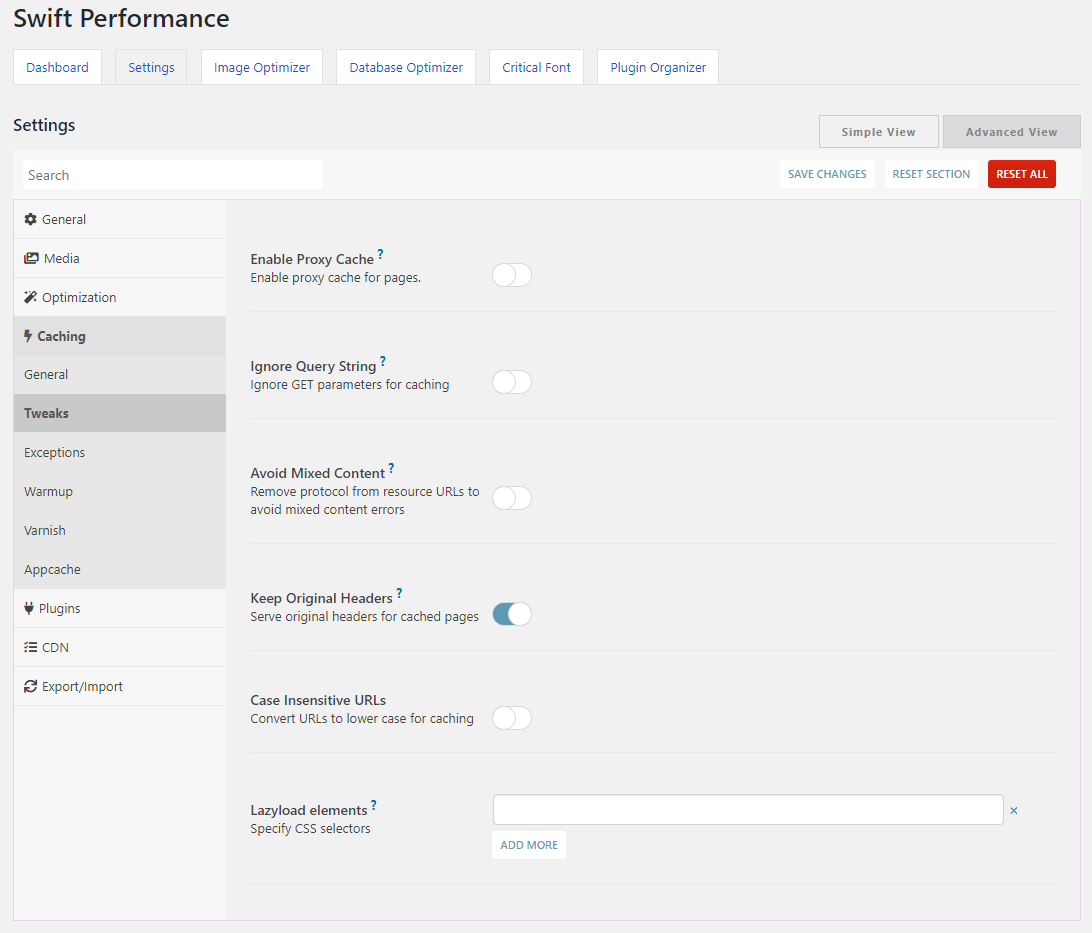 Swift Performance
Dashboard
Settings
Image Optimizer
Database Optimizer
Critical Font
Plugin Organizer
Settings
Simple View
Advanced View
Search
SAVE CHANGES
RESET SECTION
RESET ALL
General
Media
Optimization
Caching
General
Tweaks
Exceptions
Warmup
Varnish
Appcache
Plugins
CDN
Export/Import
Enable Proxy Cache ?
Enable proxy cache for pages.
Ignore Query String ?
Ignore GET parameters for caching
Avoid Mixed Content ?
Remove protocol from resource URLs to
avoid mixed content errors
Keep Original Headers ?
Serve original headers for cached pages
Case Insensitive URLs
Convert URLs to lower case for caching
Lazyload elements ?
Specify CSS selectors
×
ADD MORE